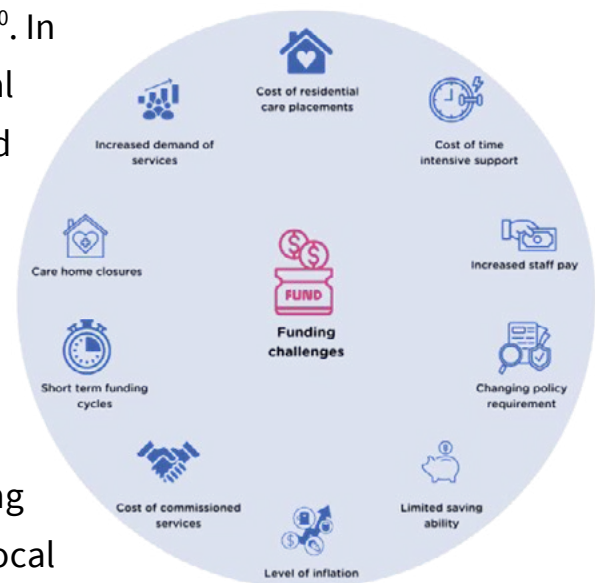 ⁰. In
al
d
ng
ocal
Cost of residential
care placements
Cost of time
intensive support
Increased staff pay
Changing policy
requirement
Limited saving
ability
Level of inflation
Cost of commissioned
services
Short term funding
cycles
Care home closures
Increased demand of
services
$
$
FUND
Funding
challenges
$